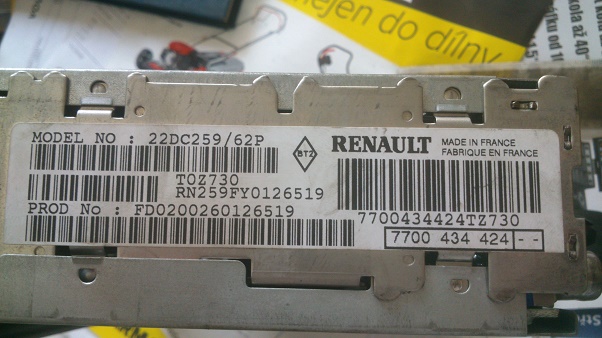 nejen do dílny
MODEL NO : 22DC259/62P
TOZ730
RN259FY0126519
PROD No : FD0200260126519
BTZ
RENAULT
MADE IN FRANCE
FABRIQUE EN FRANCE
7700434424TZ730
7700 434 424 --